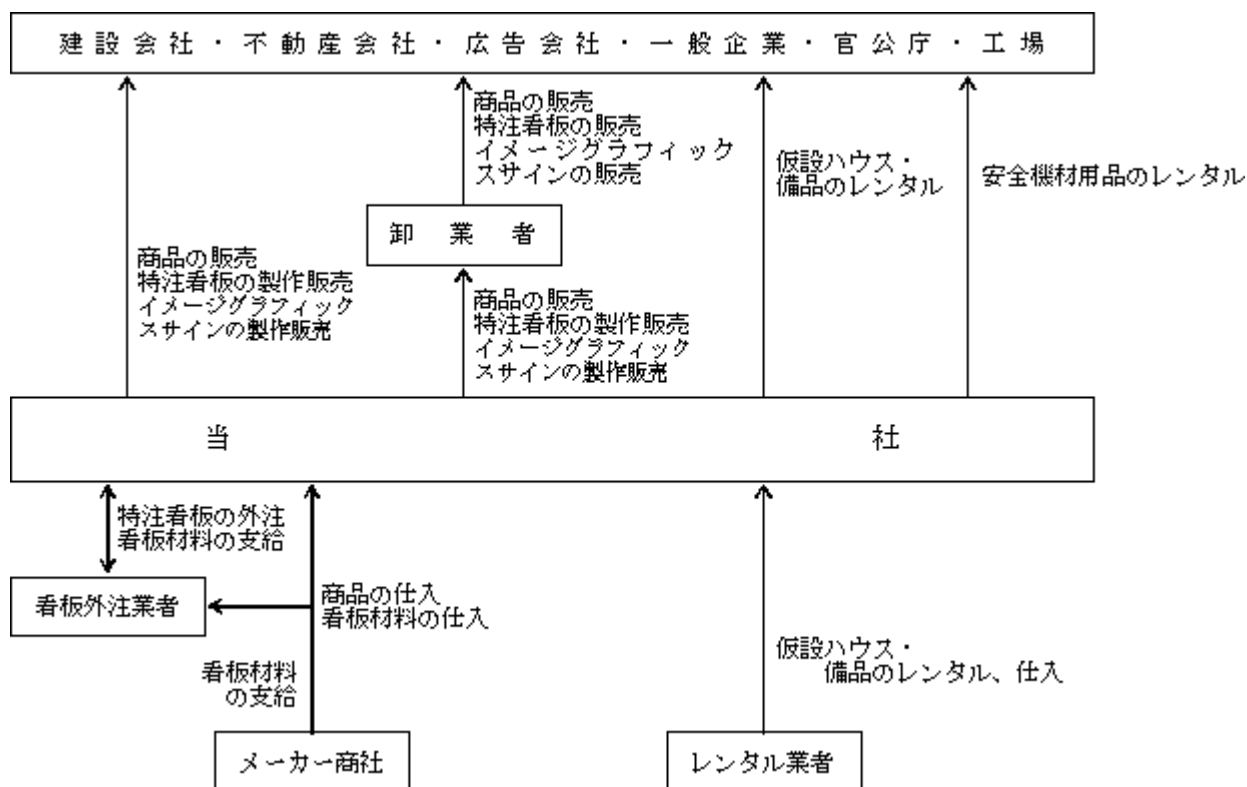 建設会社・不動産会社・広告会社・一般企業・官公庁・工場
商品の販売
特注看板の販売
イメージグラフィック
スサインの販売
仮設ハウス・
備品のレンタル
安全機材用品のレンタル
卸業者
商品の販売
特注看板の製作販売
イメージグラフィック
スサインの製作販売
商品の販売
特注看板の製作販売
イメージグラフィック
スサインの製作販売
当社
特注看板の外注
看板材料の支給
看板外注業者
商品の仕入
看板材料の仕入
看板材料
の支給
仮設ハウス・
備品のレンタル、仕入
メーカー商社
レンタル業者